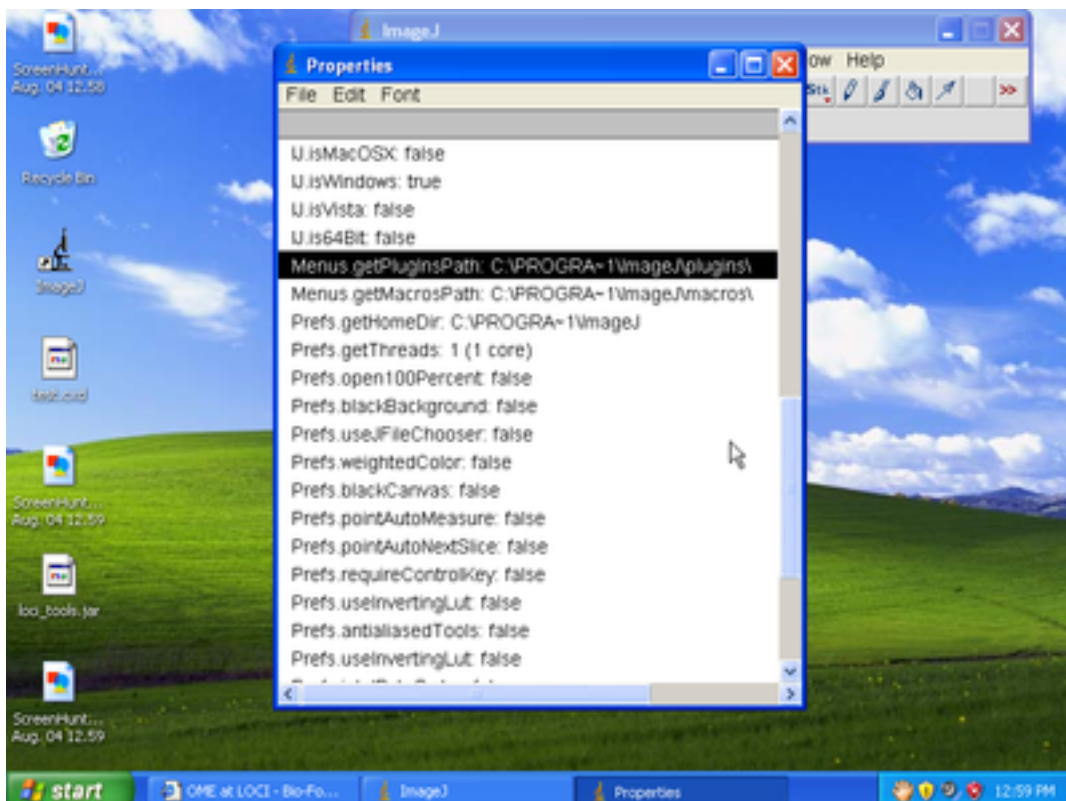 ScreenHunt...
Aug. 04 12.58
Recycle Bin
ImageJ
test.cxd
ScreenHunt...
Aug. 04 12.59
loci_tools.jar
ScreenHunt...
Aug. 04 12.59
ImageJ
ow Help
Stk
>>
Properties
File Edit Font
IJ.isMacOSX: false
IJ.isWindows: true
IJ.isVista: false
IJ.is64Bit: false
Menus.getPlugInsPath: C:\PROGRA~1\ImageJ\plugins\
Menus.getMacrosPath: C:\PROGRA~1\ImageJ\macros\
Prefs.getHomeDir: C:\PROGRA~1\ImageJ
Prefs.getThreads: 1 (1 core)
Prefs.open100Percent: false
Prefs.blackBackground: false
Prefs.useJFileChooser: false
Prefs.weightedColor: false
Prefs.blackCanvas: false
Prefs.pointAutoMeasure: false
Prefs.pointAutoNextSlice: false
Prefs.requireControlKey: false
Prefs.useInvertingLut: false
Prefs.antialiasedTools: false
Prefs.useInvertingLut: false
start
OME at LOCI - Bio-Fo...
ImageJ
Properties
12:59 PM